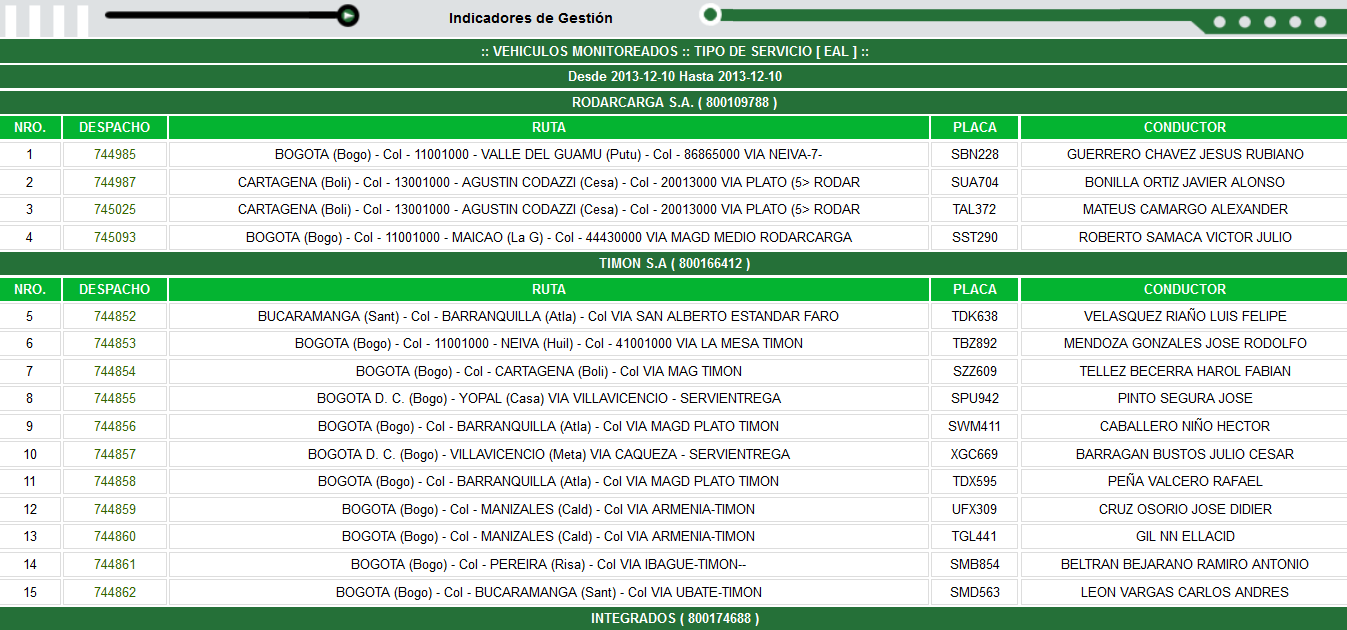 Indicadores de Gestión
:: VEHICULOS MONITOREADOS :: TIPO DE SERVICIO [ EAL ] ::
Desde 2013-12-10 Hasta 2013-12-10
RODARCARGA S.A. ( 800109788 )
NRO. DESPACHO RUTA PLACA CONDUCTOR
1 744985 BOGOTA (Bogo) - Col - 11001000 - VALLE DEL GUAMU (Putu) - Col - 86865000 VIA NEIVA-7- SBN228 GUERRERO CHAVEZ JESUS RUBIANO
2 744987 CARTAGENA (Boli) - Col - 13001000 - AGUSTIN CODAZZI (Cesa) - Col - 20013000 VIA PLATO (5> RODAR SUA704 BONILLA ORTIZ JAVIER ALONSO
3 745025 CARTAGENA (Boli) - Col - 13001000 - AGUSTIN CODAZZI (Cesa) - Col - 20013000 VIA PLATO (5> RODAR TAL372 MATEUS CAMARGO ALEXANDER
4 745093 BOGOTA (Bogo) - Col - 11001000 - MAICAO (La G) - Col - 44430000 VIA MAGD MEDIO RODARCARGA SST290 ROBERTO SAMACA VICTOR JULIO
TIMON S.A ( 800166412 )
NRO. DESPACHO RUTA PLACA CONDUCTOR
5 744852 BUCARAMANGA (Sant) - Col - BARRANQUILLA (Atla) - Col VIA SAN ALBERTO ESTANDAR FARO TDK638 VELASQUEZ RIAÑO LUIS FELIPE
6 744853 BOGOTA (Bogo) - Col - 11001000 - NEIVA (Huil) - Col - 41001000 VIA LA MESA TIMON TBZ892 MENDOZA GONZALES JOSE RODOLFO
7 744854 BOGOTA (Bogo) - Col - CARTAGENA (Boli) - Col VIA MAG TIMON SZZ609 TELLEZ BECERRA HAROL FABIAN
8 744855 BOGOTA D. C. (Bogo) - YOPAL (Casa) VIA VILLAVICENCIO - SERVIENTREGA SPU942 PINTO SEGURA JOSE
9 744856 BOGOTA (Bogo) - Col - BARRANQUILLA (Atla) - Col VIA MAGD PLATO TIMON SWM411 CABALLERO NIÑO HECTOR
10 744857 BOGOTA D. C. (Bogo) - VILLAVICENCIO (Meta) VIA CAQUEZA - SERVIENTREGA XGC669 BARRAGAN BUSTOS JULIO CESAR
11 744858 BOGOTA (Bogo) - Col - BARRANQUILLA (Atla) - Col VIA MAGD PLATO TIMON TDX595 PEÑA VALCERO RAFAEL
12 744859 BOGOTA (Bogo) - Col - MANIZALES (Cald) - Col VIA ARMENIA-TIMON UFX309 CRUZ OSORIO JOSE DIDIER
13 744860 BOGOTA (Bogo) - Col - MANIZALES (Cald) - Col VIA ARMENIA-TIMON TGL441 GIL NN ELLACID
14 744861 BOGOTA (Bogo) - Col - PEREIRA (Risa) - Col VIA IBAGUE-TIMON-- SMB854 BELTRAN BEJARANO RAMIRO ANTONIO
15 744862 BOGOTA (Bogo) - Col - BUCARAMANGA (Sant) - Col VIA UBATE-TIMON SMD563 LEON VARGAS CARLOS ANDRES
INTEGRADOS ( 800174688 )